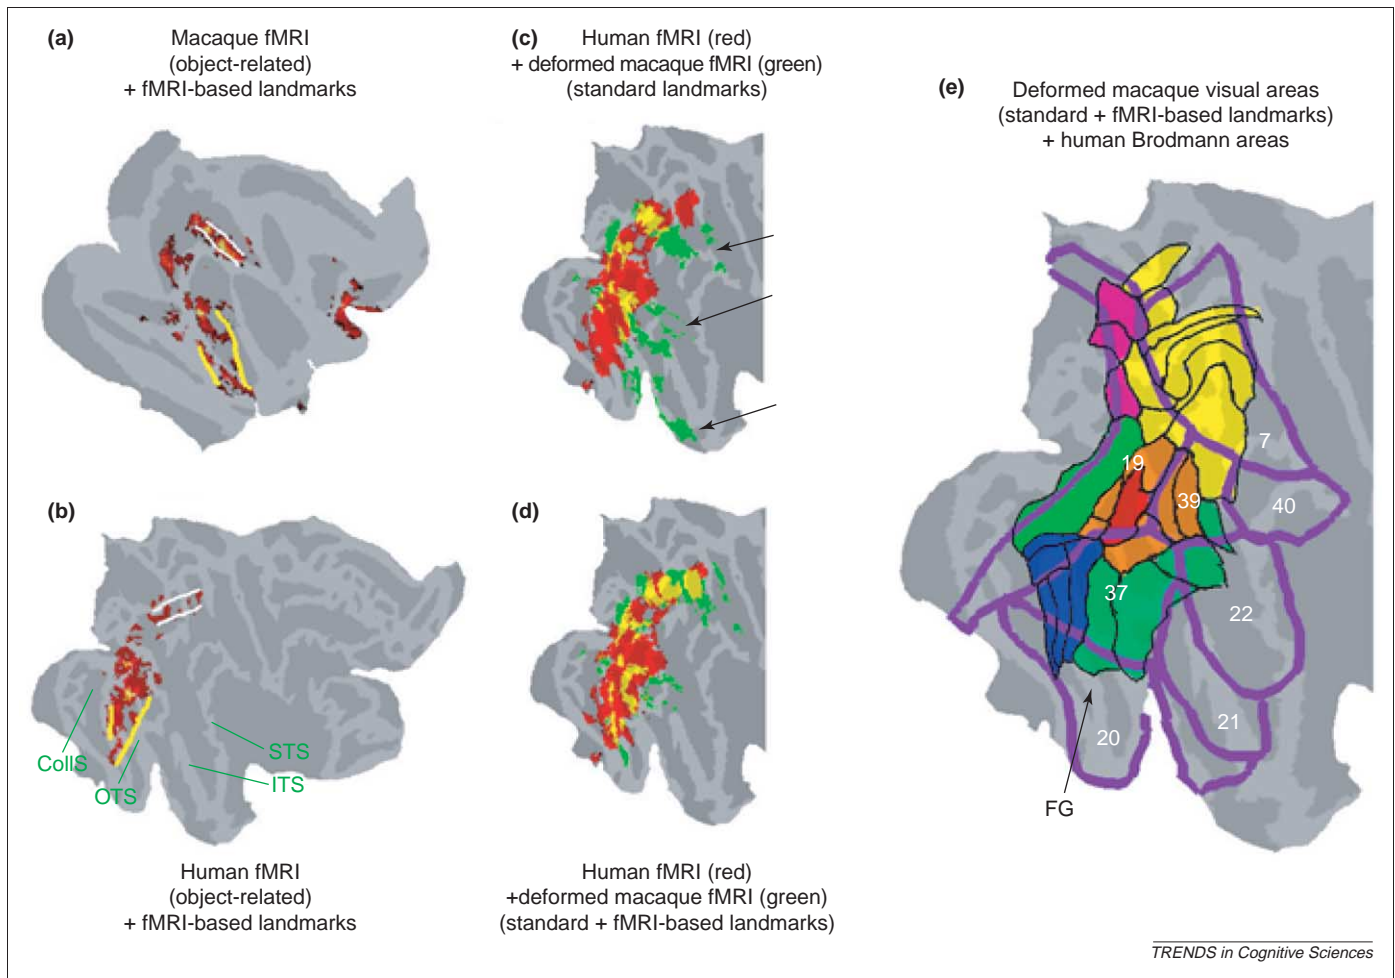 (a)
Macaque fMRI
(object-related)
+ fMRI-based landmarks
(c)
Human fMRI (red)
+ deformed macaque fMRI (green)
(standard landmarks)
(e)
Deformed macaque visual areas
(standard + fMRI-based landmarks)
+ human Brodmann areas
7
19
39
40
37
22
21
20
FG
(b)
CollS
OTS
STS
ITS
Human fMRI
(object-related)
+ fMRI-based landmarks
(d)
Human fMRI (red)
+deformed macaque fMRI (green)
(standard + fMRI-based landmarks)
TRENDS in Cognitive Sciences